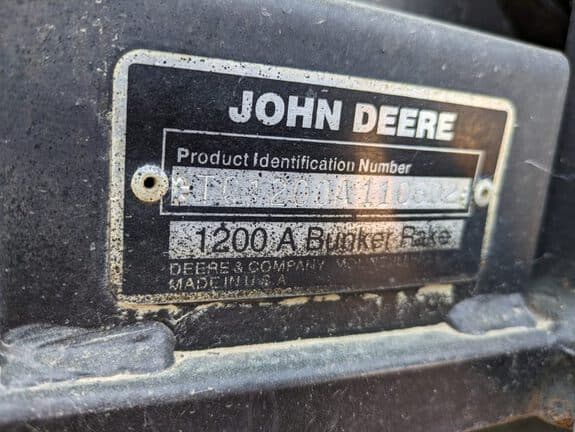 JOHN DEERE
Product Identification Number
1200 A Bunker Rake
DEERE & COMPANY
MADE IN U.S.A.